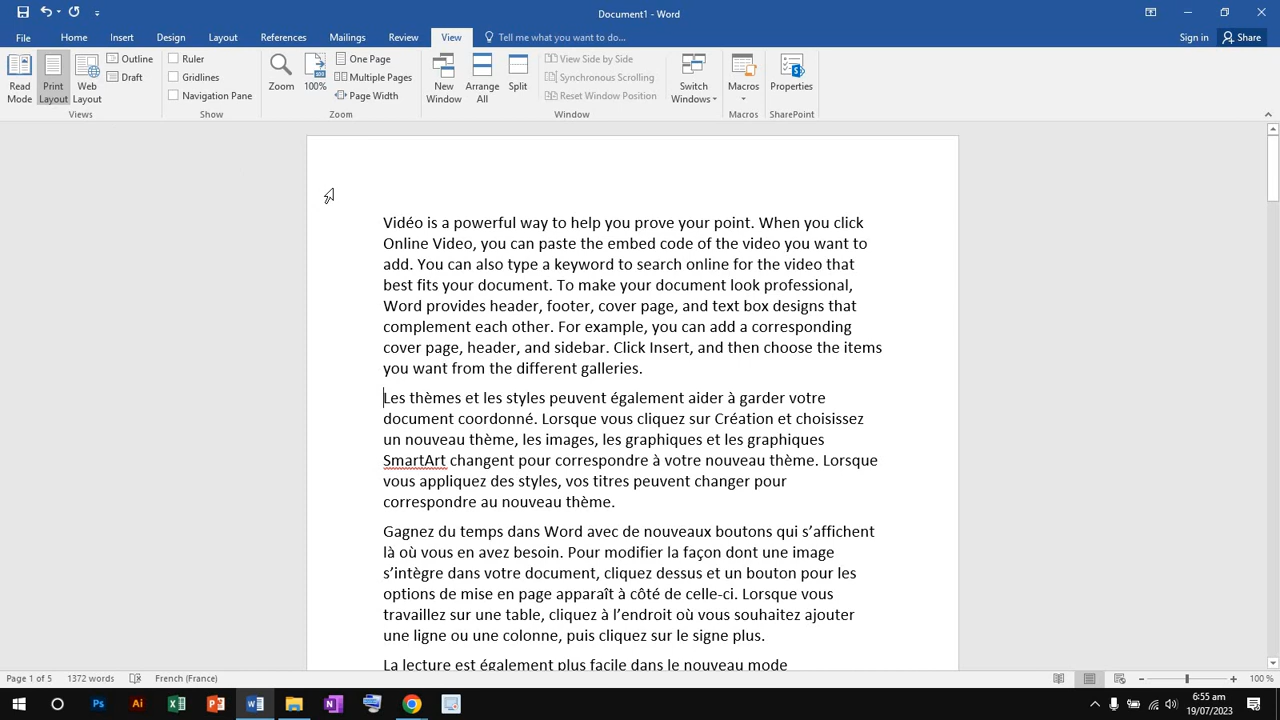 Document1 - Word
File Home Insert Design Layout References Mailings Review View Tell me what you want to do... Sign in Share
Read Mode Print Layout Web Layout Outline Draft Views
Ruler Gridlines Navigation Pane Show
Zoom 100% One Page Multiple Pages Page Width Zoom
New Window Arrange All Split View Side by Side Synchronous Scrolling Reset Window Position Switch Windows Window
Macros Macros
Properties SharePoint
Vidéo is a powerful way to help you prove your point. When you click
Online Video, you can paste the embed code of the video you want to
add. You can also type a keyword to search online for the video that
best fits your document. To make your document look professional,
Word provides header, footer, cover page, and text box designs that
complement each other. For example, you can add a corresponding
cover page, header, and sidebar. Click Insert, and then choose the items
you want from the different galleries.
Les thèmes et les styles peuvent également aider à garder votre
document coordonné. Lorsque vous cliquez sur Création et choisissez
un nouveau thème, les images, les graphiques et les graphiques
SmartArt changent pour correspondre à votre nouveau thème. Lorsque
vous appliquez des styles, vos titres peuvent changer pour
correspondre au nouveau thème.
Gagnez du temps dans Word avec de nouveaux boutons qui s’affichent
là où vous en avez besoin. Pour modifier la façon dont une image
s’intègre dans votre document, cliquez dessus et un bouton pour les
options de mise en page apparaît à côté de celle-ci. Lorsque vous
travaillez sur une table, cliquez à l’endroit où vous souhaitez ajouter
une ligne ou une colonne, puis cliquez sur le signe plus.
La lecture est également plus facile dans le nouveau mode
Page 1 of 5 1372 words French (France) 100 %
6:55 am
19/07/2023